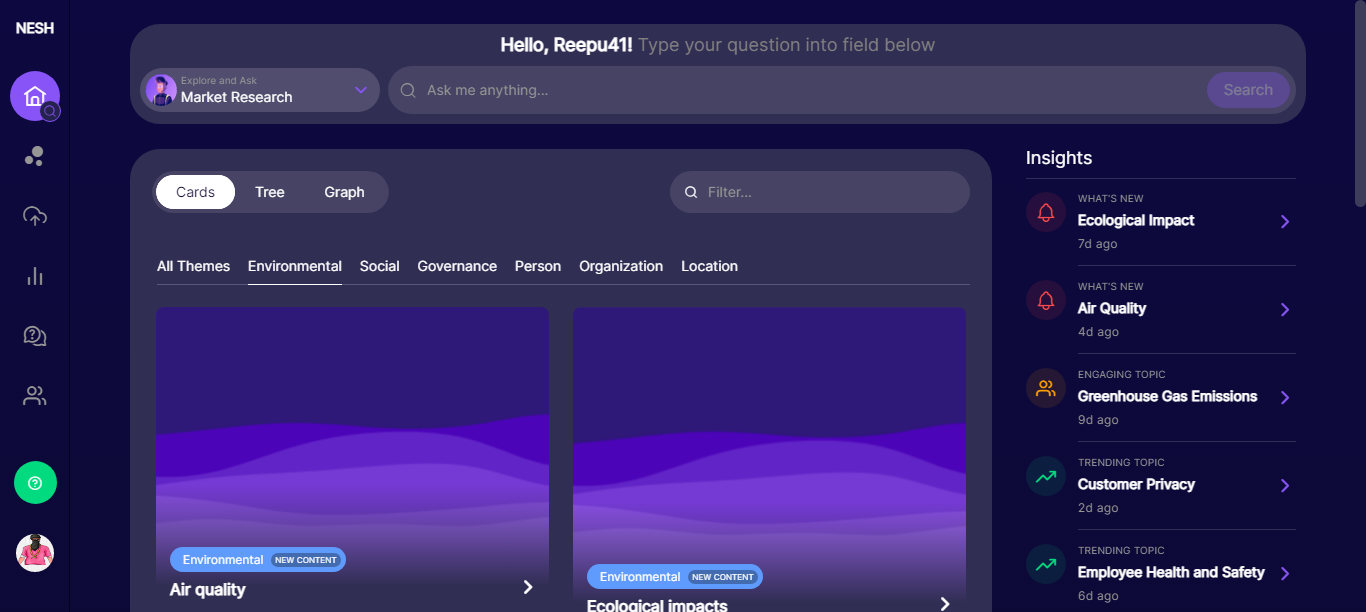 NESH
Hello, Reepu41! Type your question into field below
Explore and Ask
Market Research
Ask me anything...
Search
Cards
Tree
Graph
Filter...
All Themes
Environmental
Social
Governance
Person
Organization
Location
Environmental
NEW CONTENT
Air quality
Environmental
NEW CONTENT
Ecological impacts
Insights
WHAT'S NEW
Ecological Impact
7d ago
WHAT'S NEW
Air Quality
4d ago
ENGAGING TOPIC
Greenhouse Gas Emissions
9d ago
TRENDING TOPIC
Customer Privacy
2d ago
TRENDING TOPIC
Employee Health and Safety
6d ago